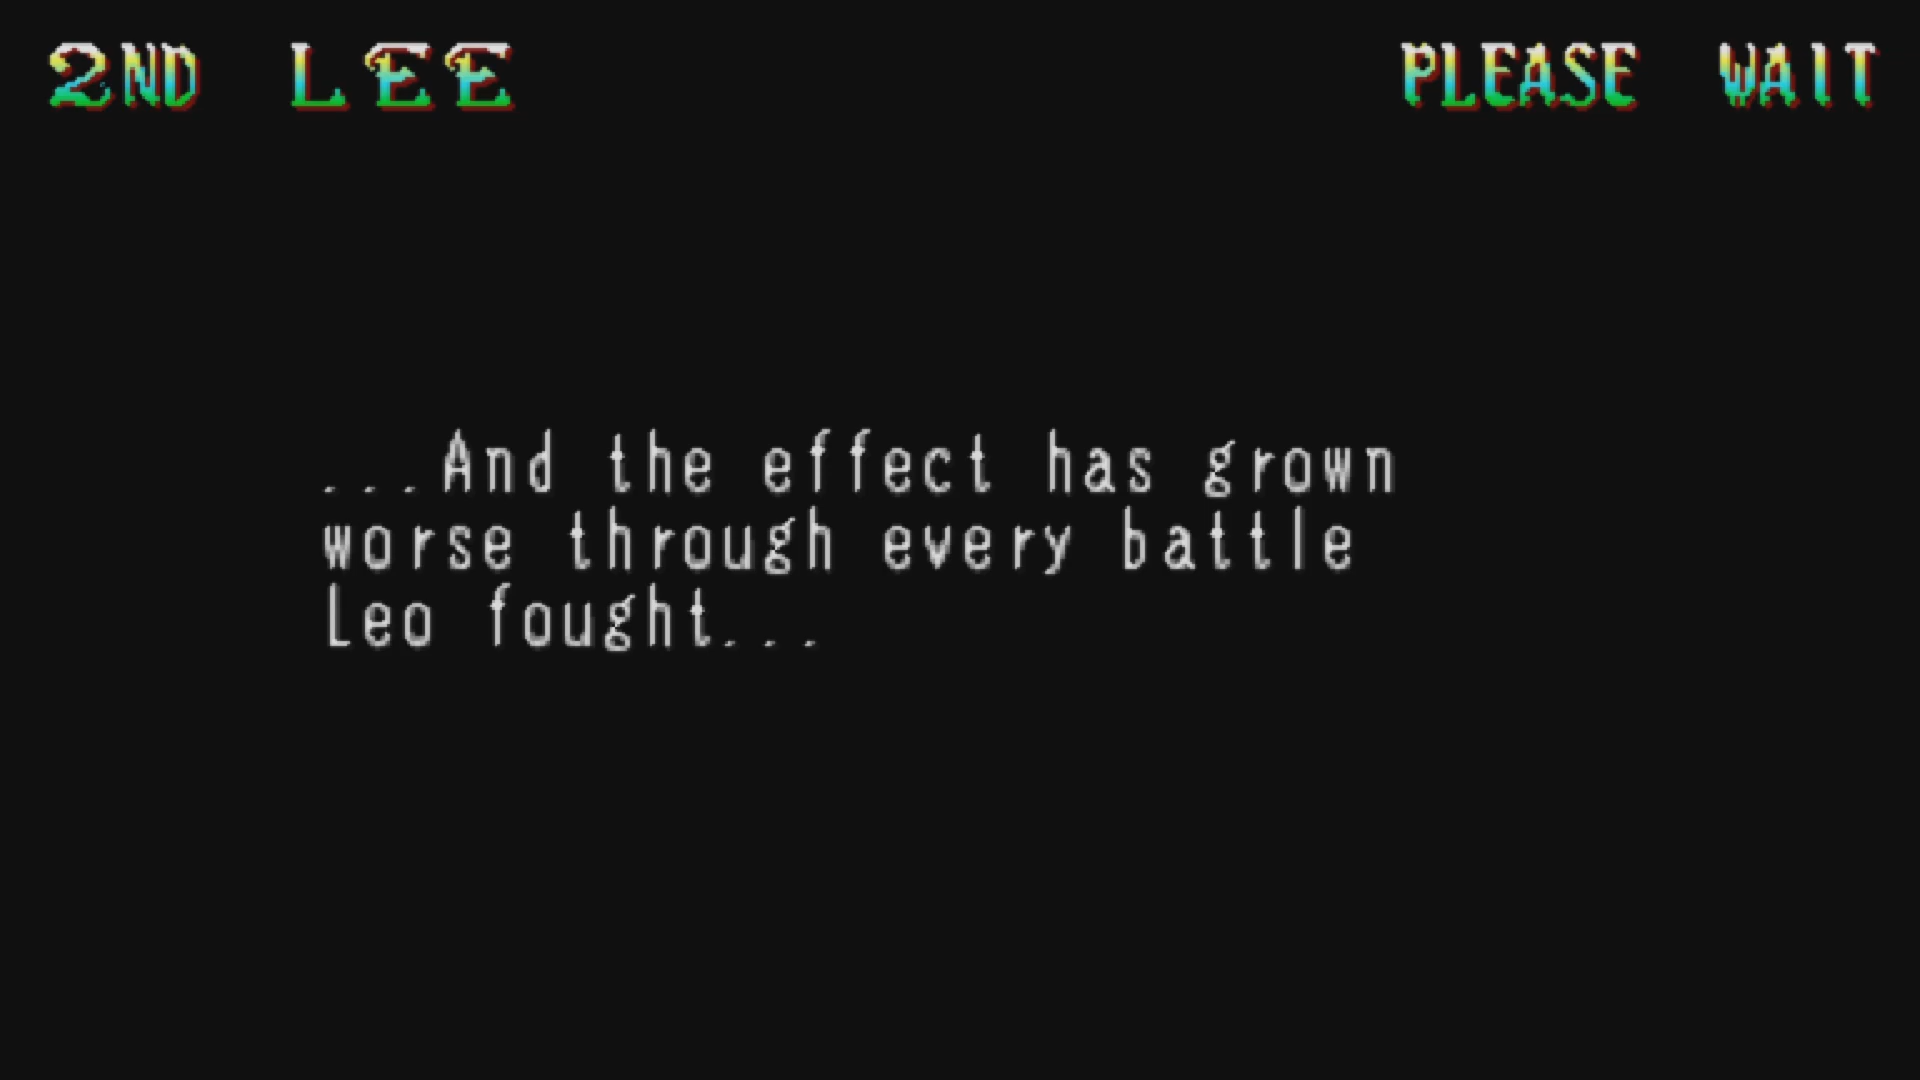 2ND LEE PLEASE WAIT
...And the effect has grown
worse through every battle
Leo fought...